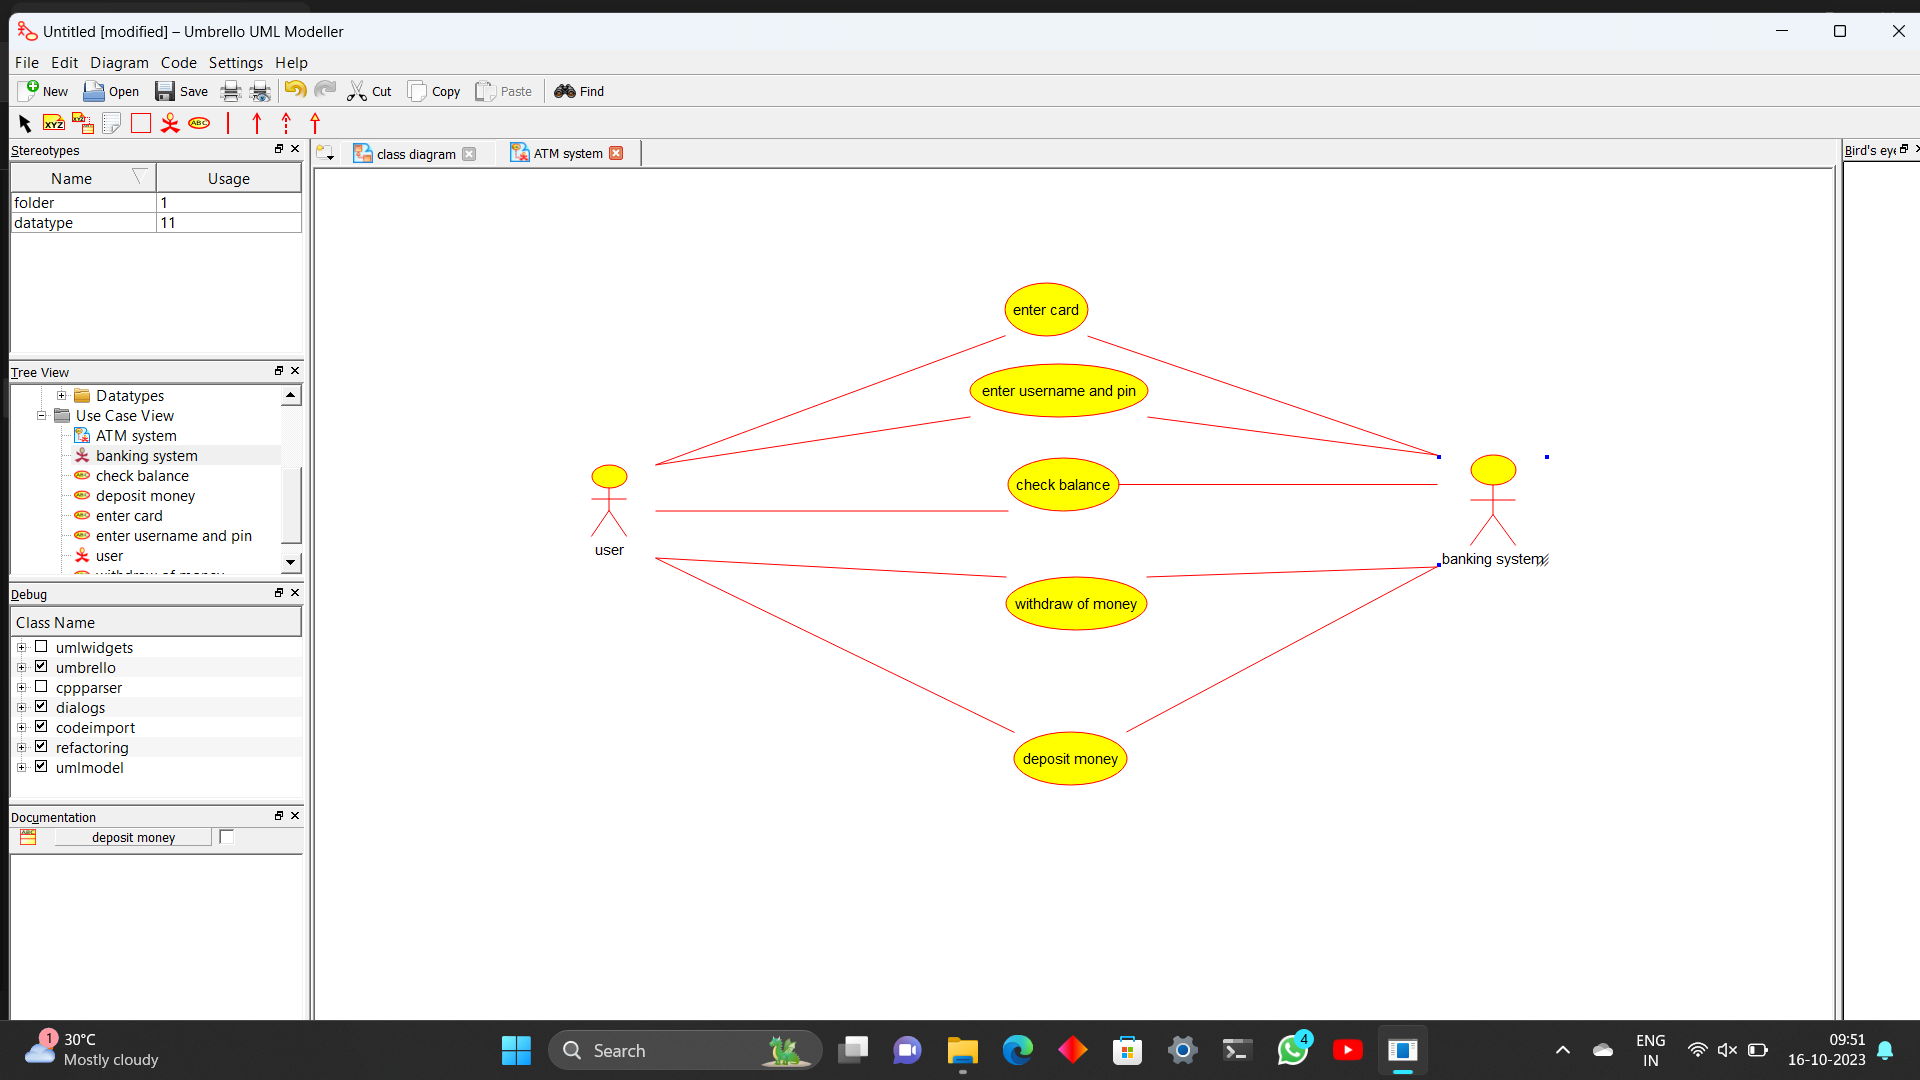 Untitled [modified] – Umbrello UML Modeller
File Edit Diagram Code Settings Help
New Open Save Cut Copy Paste Find
XYZ XYZ ABC
Stereotypes
Name Usage
folder 1
datatype 11
Tree View
Datatypes
Use Case View
ATM system
banking system
check balance
deposit money
enter card
enter username and pin
user
Debug
Class Name
umlwidgets
umbrello
cppparser
dialogs
codeimport
refactoring
umlmodel
Documentation
deposit money
class diagram ATM system
Bird's eye
enter card
enter username and pin
check balance
user
banking system
withdraw of money
deposit money
1
30°C
Mostly cloudy
Search
4
ENG
IN
09:51
16-10-2023